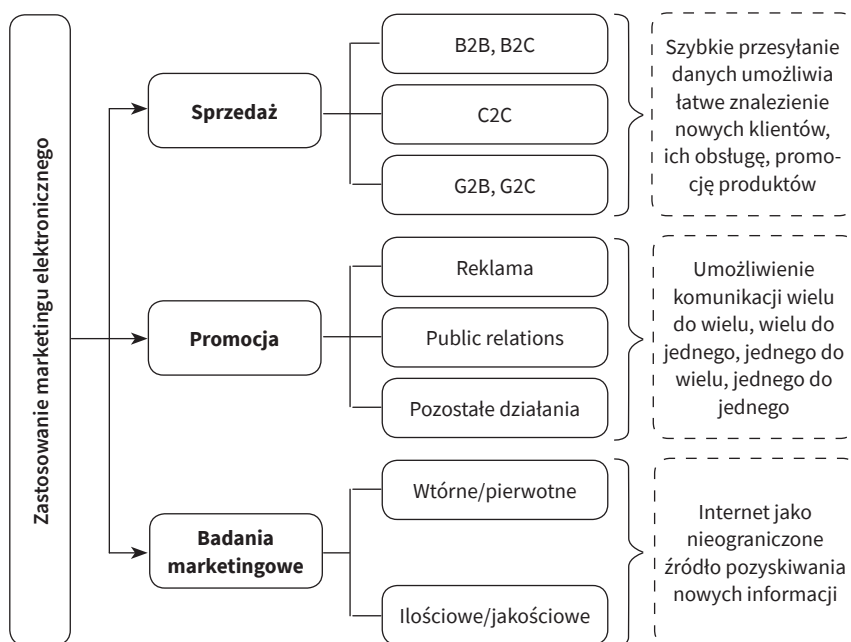 Zastosowanie marketingu elektronicznego
Sprzedaż
B2B, B2C
C2C
G2B, G2C
Szybkie przesyłanie
danych umożliwia
łatwe znalezienie
nowych klientów,
ich obsługę, promo-
cję produktów
Promocja
Reklama
Public relations
Pozostałe działania
Umożliwienie
komunikacji wielu
do wielu, wielu do
jednego, jednego do
wielu, jednego do
jednego
Badania
marketingowe
Wtórne/pierwotne
Ilościowe/jakościowe
Internet jako
nieograniczone
źródło pozyskiwania
nowych informacji